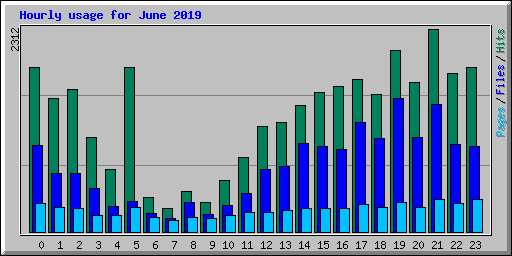 Hourly usage for June 2019
2312
Pages / Files / Hits
0 1 2 3 4 5 6 7 8 9 10 11 12 13 14 15 16 17 18 19 20 21 22 23